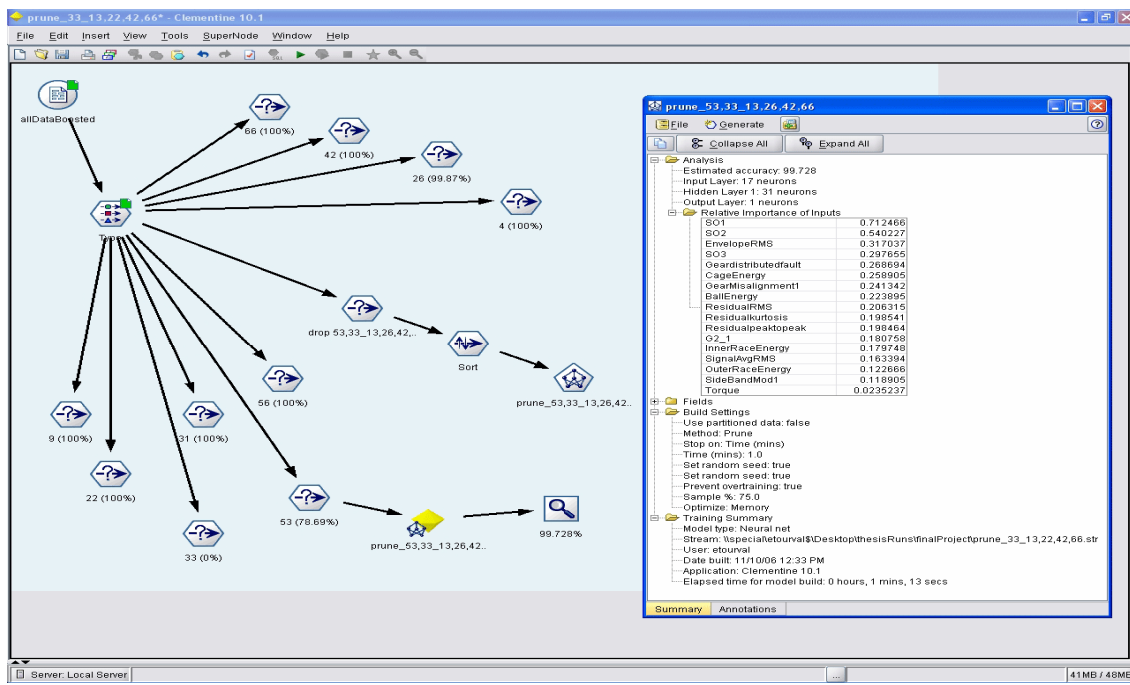 prune_33_13,22,42,66* - Clementine 10.1
File Edit Insert View Tools SuperNode Window Help
allDataBoosted
66 (100%)
42 (100%)
26 (99.87%)
4 (100%)
Type
drop 53,33_13,26,42,..
Sort
prune_53,33_13,26,42..
56 (100%)
9 (100%)
31 (100%)
22 (100%)
33 (0%)
53 (78.69%)
prune_53,33_13,26,42..
99.728%
prune_53,33_13,26,42,66
File Generate
Collapse All Expand All
Analysis
Estimated accuracy: 99.728
Input Layer: 17 neurons
Hidden Layer 1: 31 neurons
Output Layer: 1 neurons
Relative Importance of Inputs
SO1 0.712466
SO2 0.540227
EnvelopeRMS 0.317037
SO3 0.297655
Geardistributedfault 0.268694
CageEnergy 0.258905
GearMisalignment1 0.241342
BallEnergy 0.223895
ResidualRMS 0.206315
Residualkurtosis 0.198541
Residualpeaktopeak 0.198464
G2_1 0.180758
InnerRaceEnergy 0.179748
SignalAvgRMS 0.163394
OuterRaceEnergy 0.122666
SideBandMod1 0.118905
Torque 0.0235237
Fields
Build Settings
Use partitioned data: false
Method: Prune
Stop on: Time (mins)
Time (mins): 1.0
Set random seed: true
Set random seed: true
Prevent overtraining: true
Sample %: 75.0
Optimize: Memory
Training Summary
Model type: Neural net
Stream: \\special\etourval$\Desktop\thesisRuns\finalProject\prune_33_13,22,42,66.str
User: etourval
Date built: 11/10/06 12:33 PM
Application: Clementine 10.1
Elapsed time for model build: 0 hours, 1 mins, 13 secs
Summary Annotations
Server: Local Server
...
41MB / 48MB